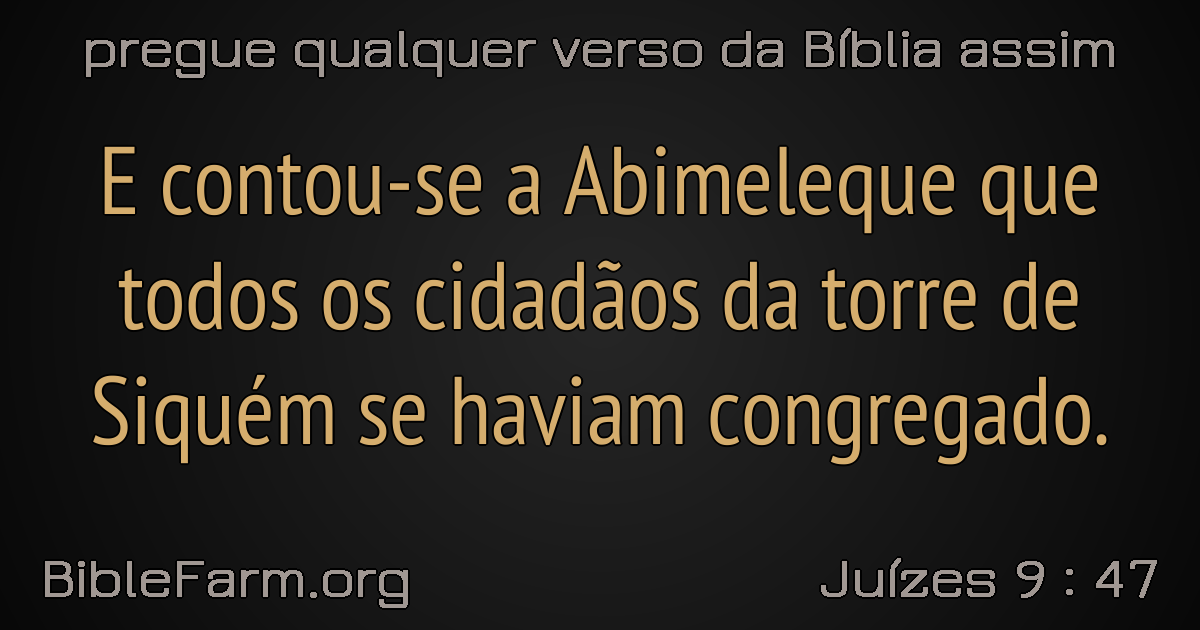 pregue qualquer verso da Bíblia assim
E contou-se a Abimeleque que
todos os cidadãos da torre de
Siquém se haviam congregado.
BibleFarm.org
Juízes 9 : 47